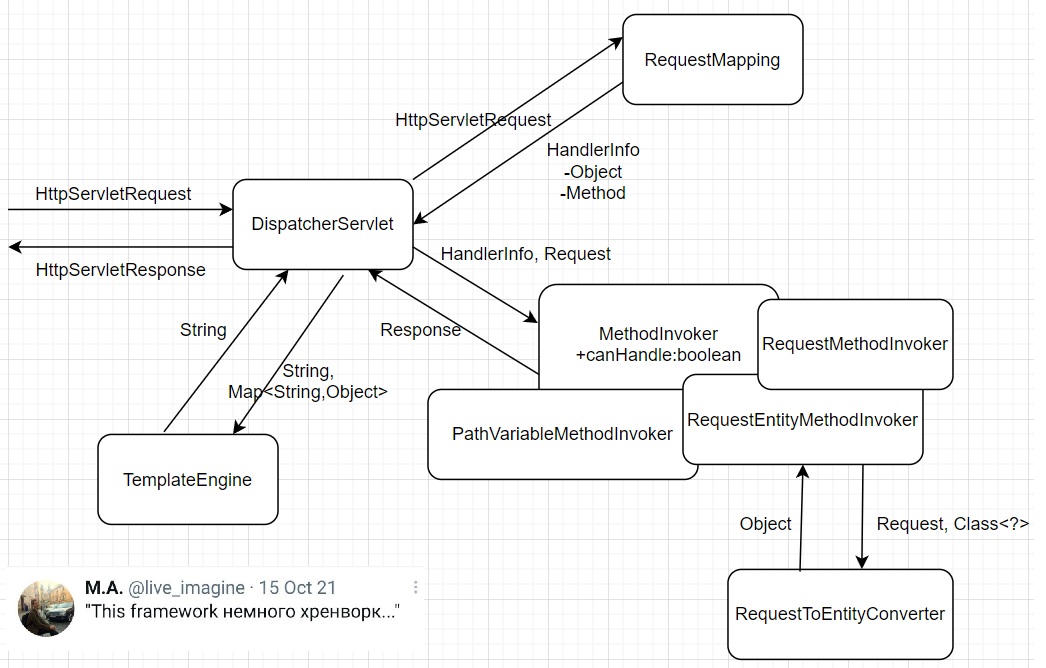 RequestMapping
HttpServletRequest
HandlerInfo
-Object
-Method
HttpServletRequest
DispatcherServlet
HttpServletResponse
HandlerInfo, Request
String
Response
MethodInvoker
+canHandle:boolean
RequestMethodInvoker
String,
Map<String,Object>
RequestEntityMethodInvoker
PathVariableMethodInvoker
TemplateEngine
Object
Request, Class<?>
RequestToEntityConverter
M.A. @live_imagine · 15 Oct 21
"This framework немного хренворк..."